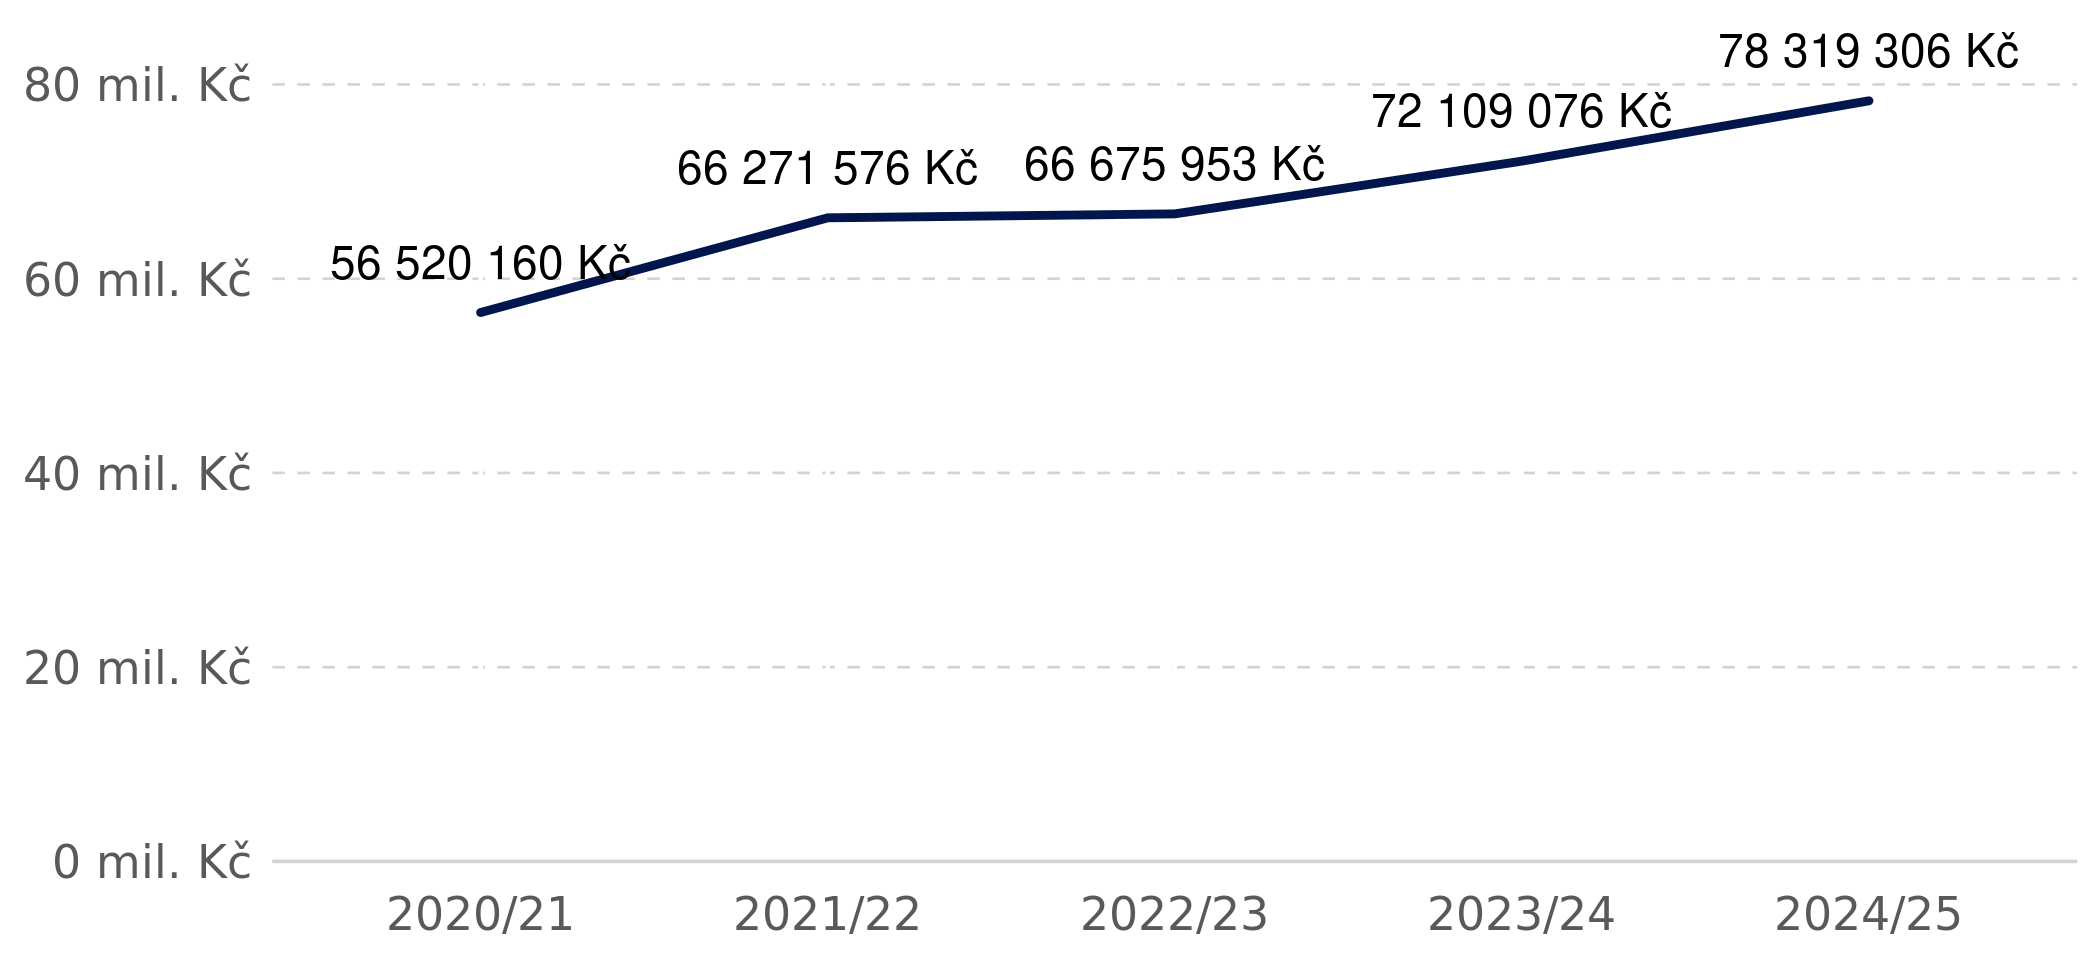 78 319 306 Kč
80 mil. Kč
72 109 076 Kč
66 271 576 Kč
66 675 953 Kč
56 520 160 Kč
60 mil. Kč
40 mil. Kč
20 mil. Kč
0 mil. Kč
2020/21
2021/22
2022/23
2023/24
2024/25